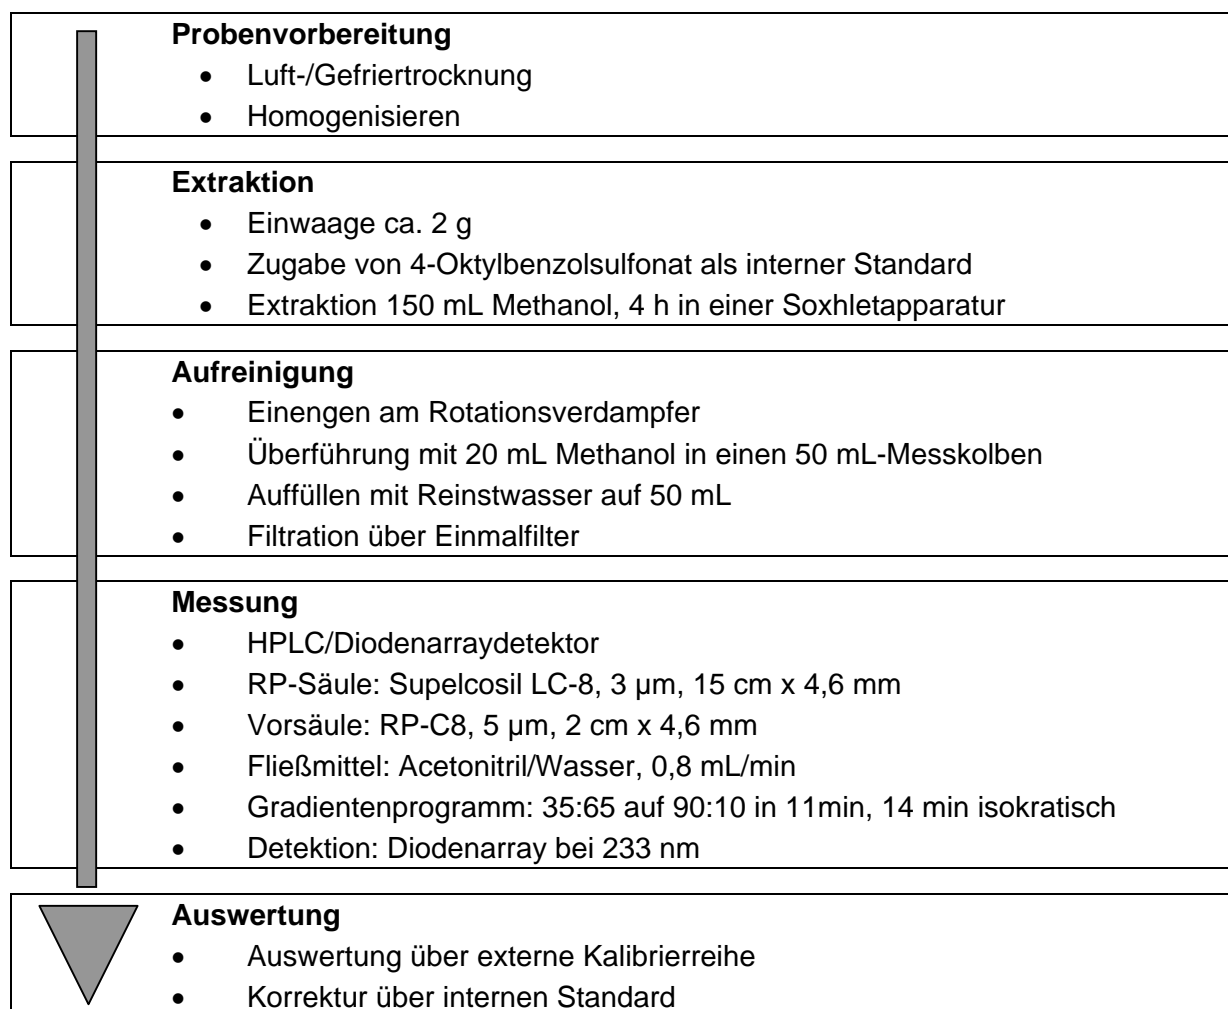 Probenvorbereitung
• Luft-/Gefriertrocknung
• Homogenisieren
Extraktion
• Einwaage ca. 2 g
• Zugabe von 4-Oktylbenzolsulfonat als interner Standard
• Extraktion 150 mL Methanol, 4 h in einer Soxhletapparatur
Aufreinigung
• Einengen am Rotationsverdampfer
• Überführung mit 20 mL Methanol in einen 50 mL-Messkolben
• Auffüllen mit Reinstwasser auf 50 mL
• Filtration über Einmalfilter
Messung
• HPLC/Diodenarraydetektor
• RP-Säule: Supelcosil LC-8, 3 µm, 15 cm x 4,6 mm
• Vorsäule: RP-C8, 5 µm, 2 cm x 4,6 mm
• Fließmittel: Acetonitril/Wasser, 0,8 mL/min
• Gradientenprogramm: 35:65 auf 90:10 in 11min, 14 min isokratisch
• Detektion: Diodenarray bei 233 nm
Auswertung
• Auswertung über externe Kalibrierreihe
• Korrektur über internen Standard